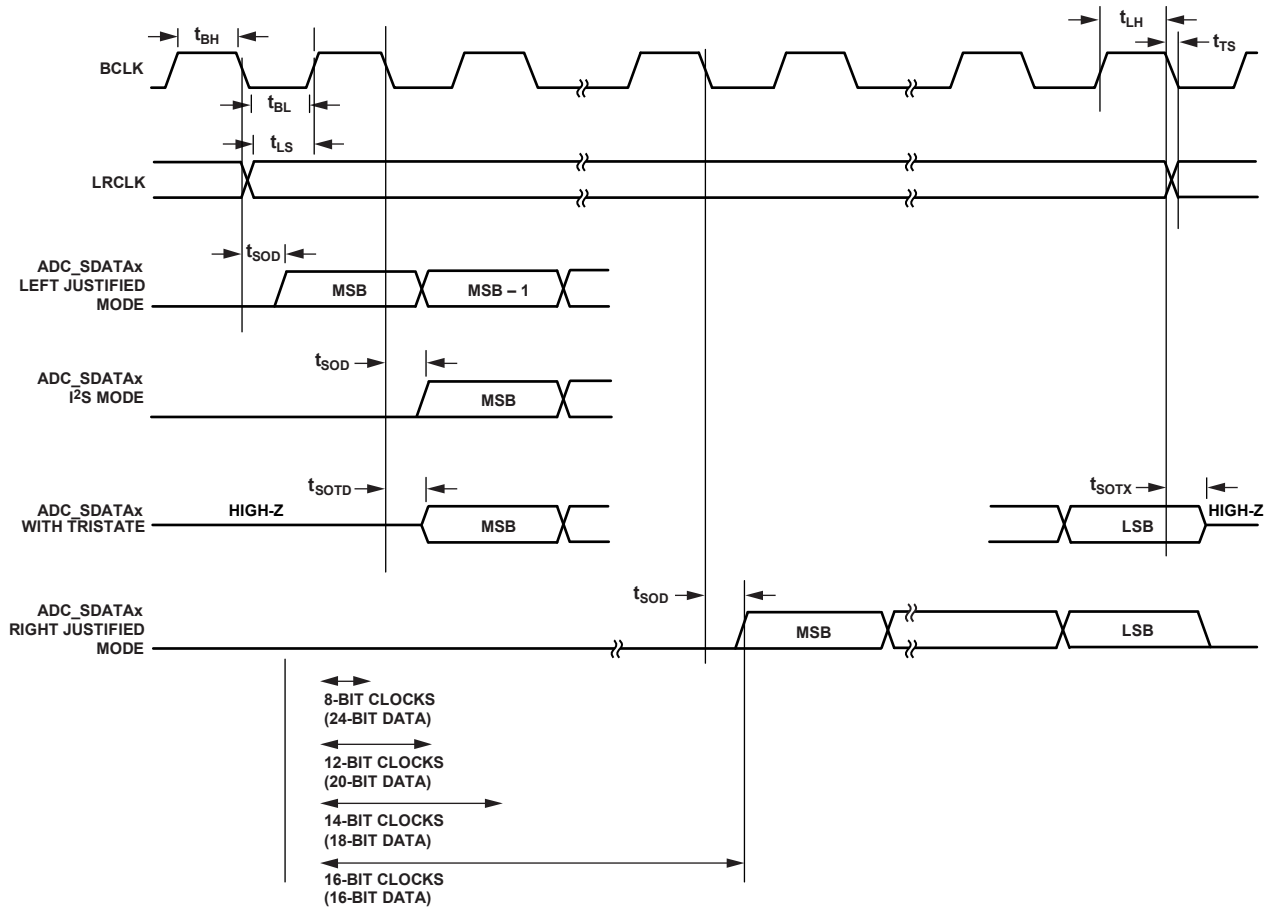 tBH
tLH
tTS
BCLK
tBL
tLS
LRCLK
tSOD
ADC_SDATAx
LEFT JUSTIFIED
MODE
MSB
MSB – 1
tSOD
ADC_SDATAx
I2S MODE
MSB
tSOTD
tSOTX
ADC_SDATAx
WITH TRISTATE
HIGH-Z
MSB
LSB
HIGH-Z
tSOD
ADC_SDATAx
RIGHT JUSTIFIED
MODE
MSB
LSB
8-BIT CLOCKS
(24-BIT DATA)
12-BIT CLOCKS
(20-BIT DATA)
14-BIT CLOCKS
(18-BIT DATA)
16-BIT CLOCKS
(16-BIT DATA)